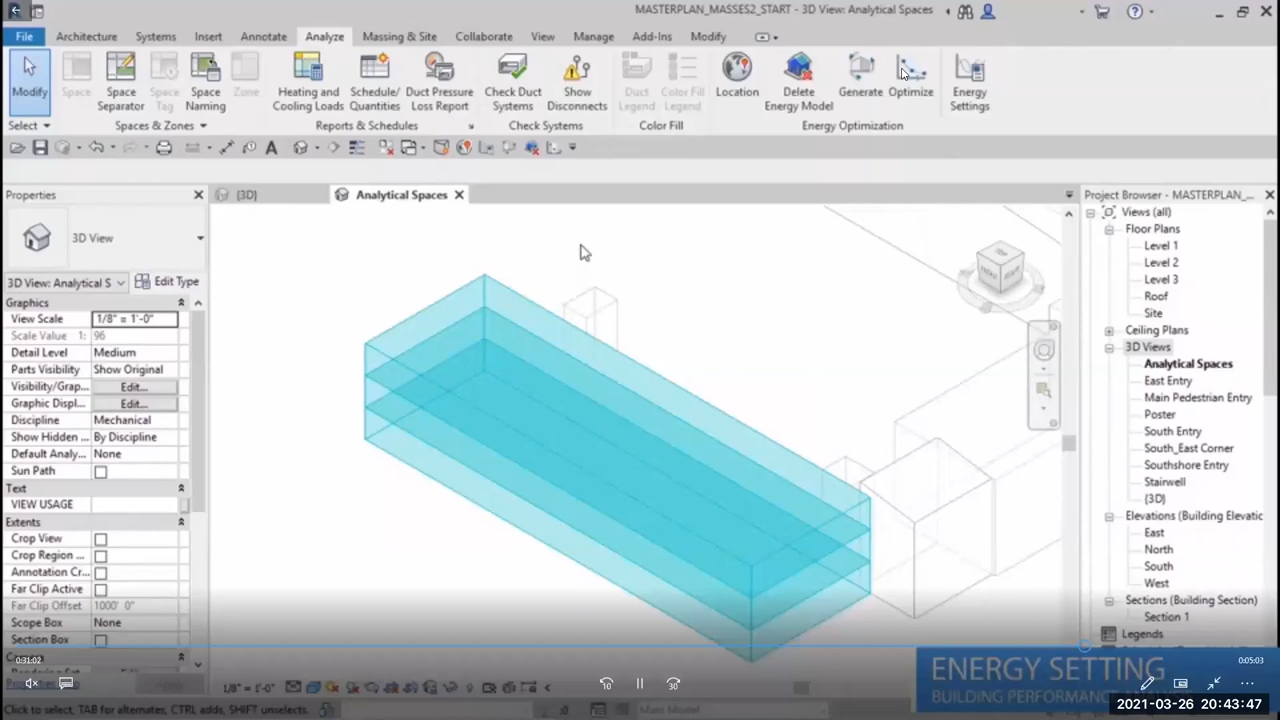 MASTERPLAN_MASSES2_START - 3D View: Analytical Spaces
File Architecture Systems Insert Annotate Analyze Massing & Site Collaborate View Manage Add-Ins Modify
Modify Space Space Separator Space Tag Space Naming Zone Heating and Cooling Loads Schedule/ Quantities Duct Pressure Loss Report Check Duct Systems Show Disconnects Duct Legend Color Fill Legend Location Delete Energy Model Generate Optimize Energy Settings
Select Spaces & Zones Reports & Schedules Check Systems Color Fill Energy Optimization
Properties
{3D} Analytical Spaces
Project Browser - MASTERPLAN_...
3D View
3D View: Analytical S Edit Type
Graphics
View Scale 1/8" = 1'-0"
Scale Value 1: 96
Detail Level Medium
Parts Visibility Show Original
Visibility/Grap... Edit...
Graphic Displ... Edit...
Discipline Mechanical
Show Hidden ... By Discipline
Default Analy... None
Sun Path
Text
VIEW USAGE
Extents
Crop View
Crop Region ...
Annotation Cr...
Far Clip Active
Far Clip Offset 1000' 0"
Scope Box None
Section Box
Views (all)
Floor Plans
Level 1
Level 2
Level 3
Roof
Site
Ceiling Plans
3D Views
Analytical Spaces
East Entry
Main Pedestrian Entry
Poster
South Entry
South_East Corner
Southshore Entry
Stairwell
{3D}
Elevations (Building Elevatic
East
North
South
West
Sections (Building Section)
Section 1
Legends
0:31:02
0:05:03
10
30
1/8" = 1'-0"
ENERGY SETTING
BUILDING PERFORMANCE
Click to select, TAB for alternates, CTRL adds, SHIFT unselects.
:0
Main Model
2021-03-26 20:43:47